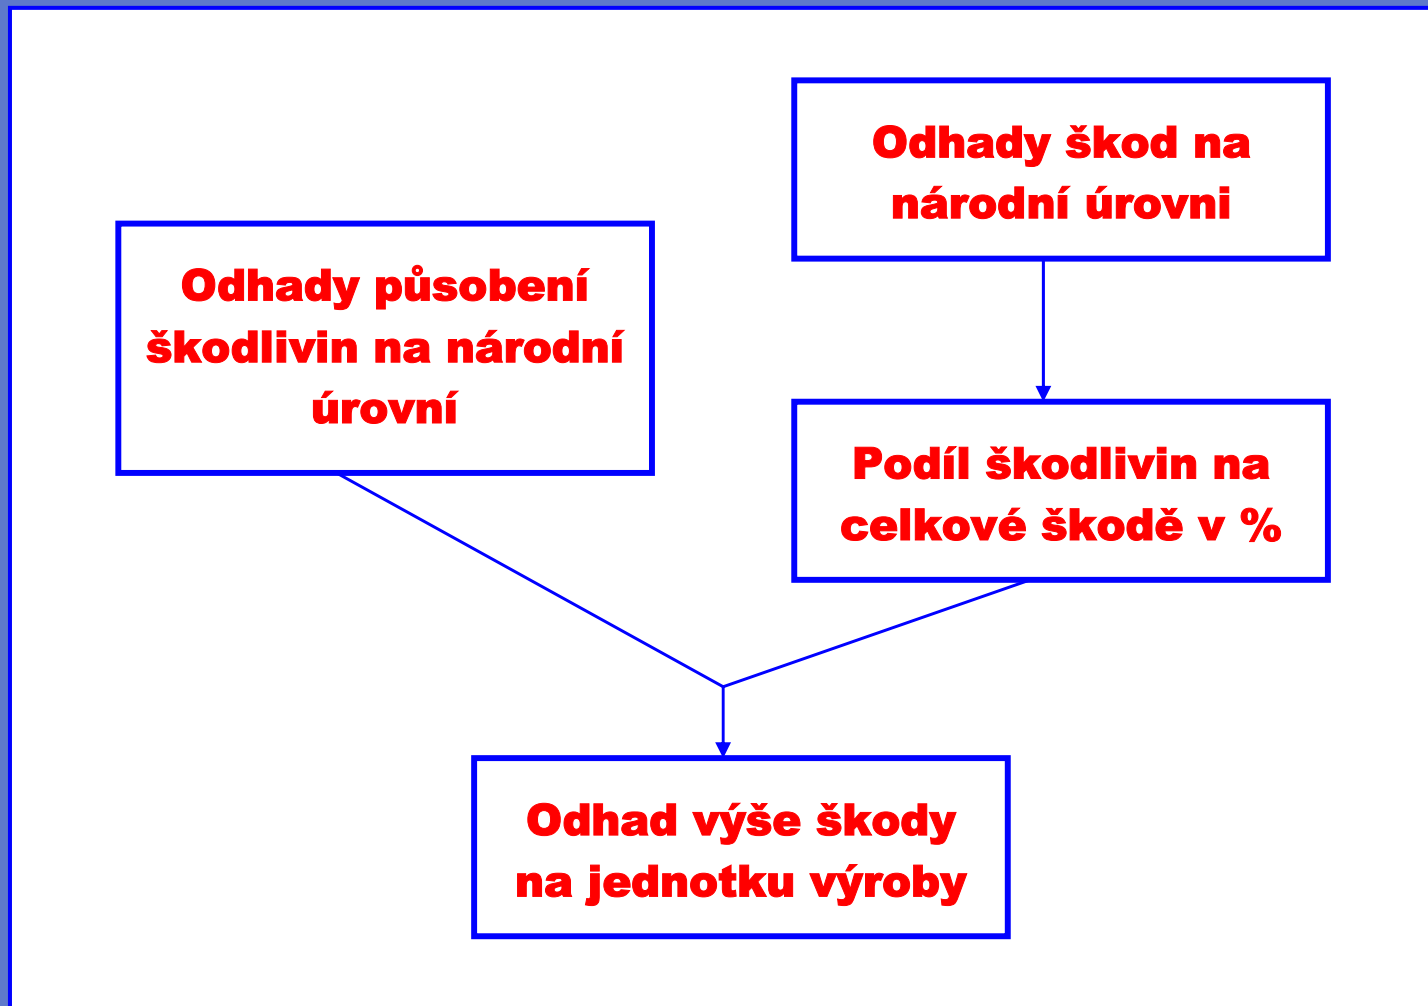 Odhady škod na
národní úrovni
Odhady působení
škodlivin na národní
úrovní
Podíl škodlivin na
celkové škodě v %
Odhad výše škody
na jednotku výroby